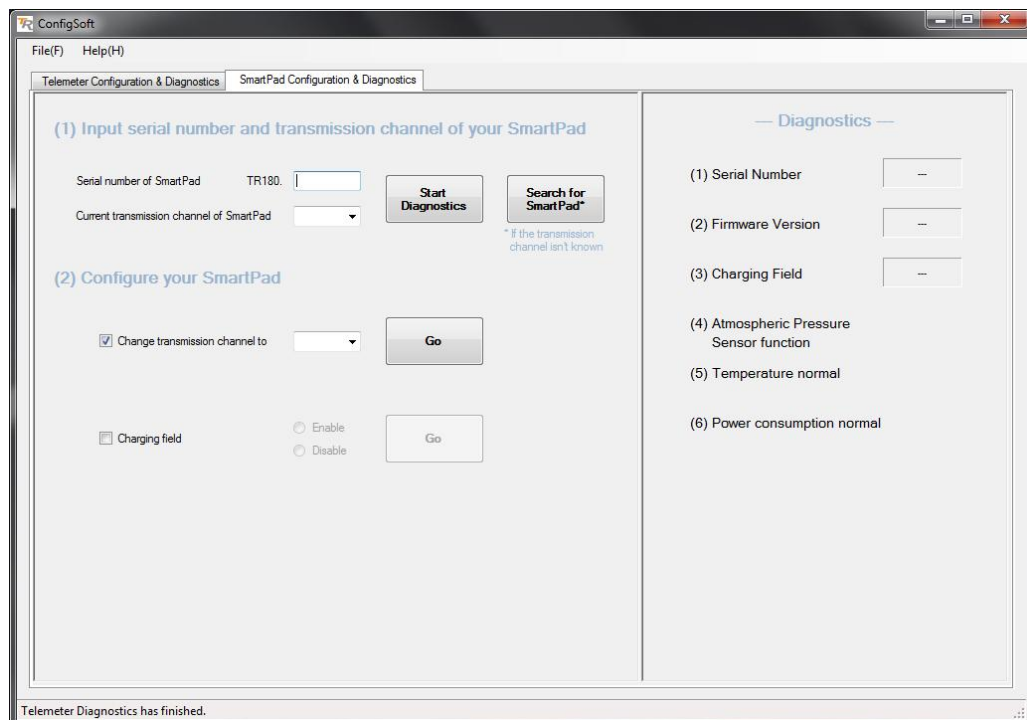 ConfigSoft
File(F) Help(H)
Telemeter Configuration & Diagnostics SmartPad Configuration & Diagnostics
(1) Input serial number and transmission channel of your SmartPad
Serial number of SmartPad TR180.
Current transmission channel of SmartPad
Start
Diagnostics
Search for
SmartPad*
* If the transmission
channel isn't known
(2) Configure your SmartPad
Change transmission channel to
Go
Charging field
Enable
Disable
Go
— Diagnostics —
(1) Serial Number --
(2) Firmware Version --
(3) Charging Field --
(4) Atmospheric Pressure
Sensor function
(5) Temperature normal
(6) Power consumption normal
Telemeter Diagnostics has finished.